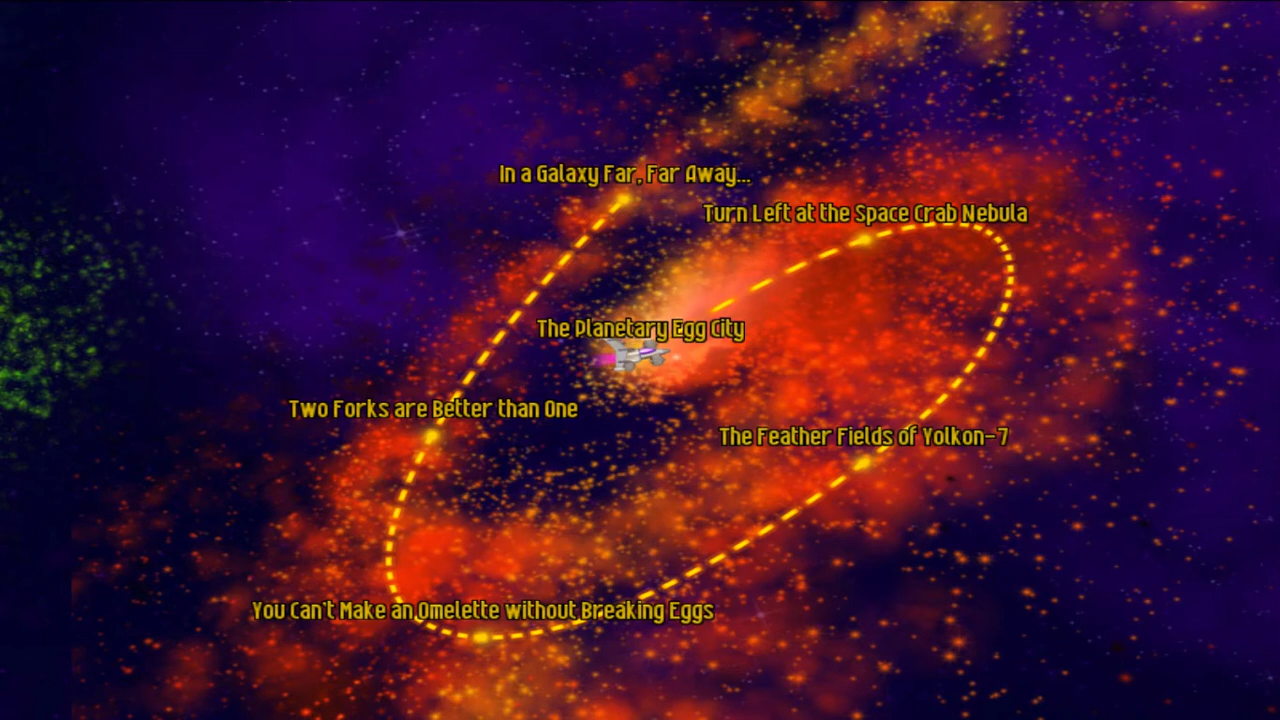 In a Galaxy Far, Far Away...
Turn Left at the Space Crab Nebula
The Planetary Egg City
Two Forks are Better than One
The Feather Fields of Yolkon-7
You Can't Make an Omelette without Breaking Eggs